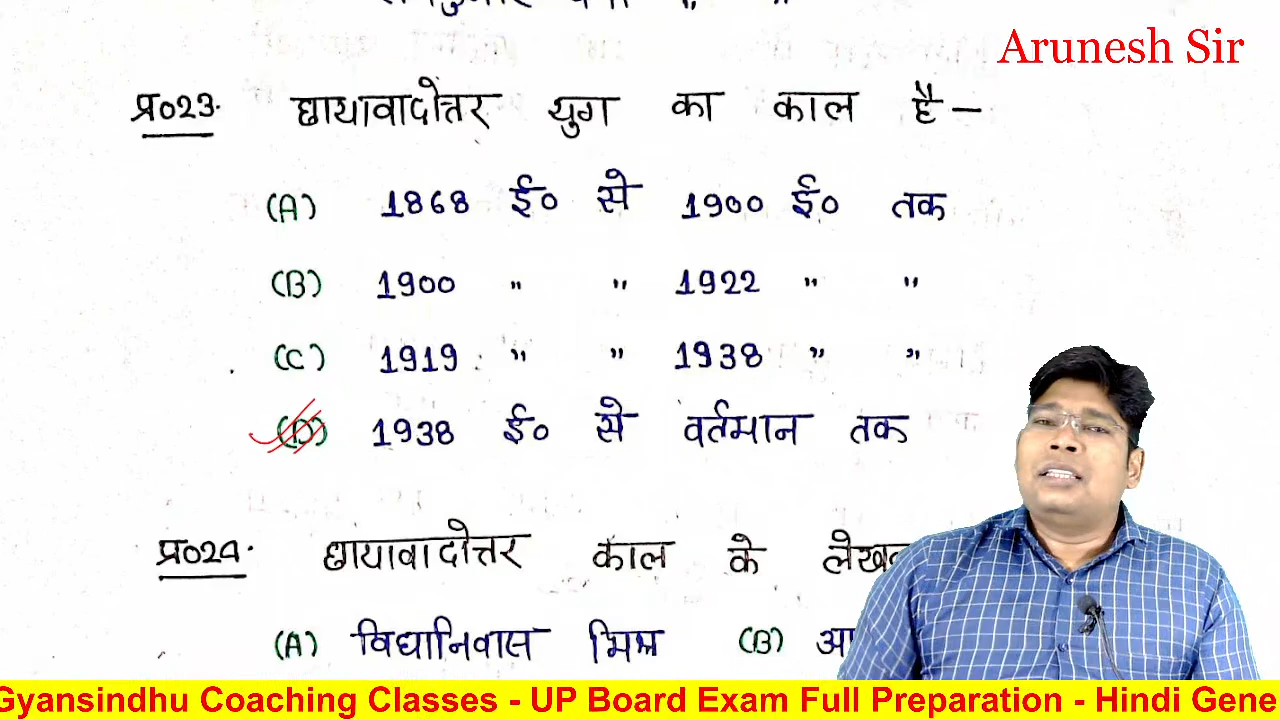 Arunesh Sir
प्र०23. छायावादोत्तर युग का काल है –
(A) 1868 ई० से 1900 ई० तक
(B) 1900 " " 1922 " "
(C) 1919 " " 1938 " "
(D) 1938 ई० से वर्तमान तक
प्र०24. छायावादोत्तर काल के
(A) विद्यानिवास मिश्र (B)
Gyansindhu Coaching Classes - UP Board Exam Full Preparation - Hindi Gene